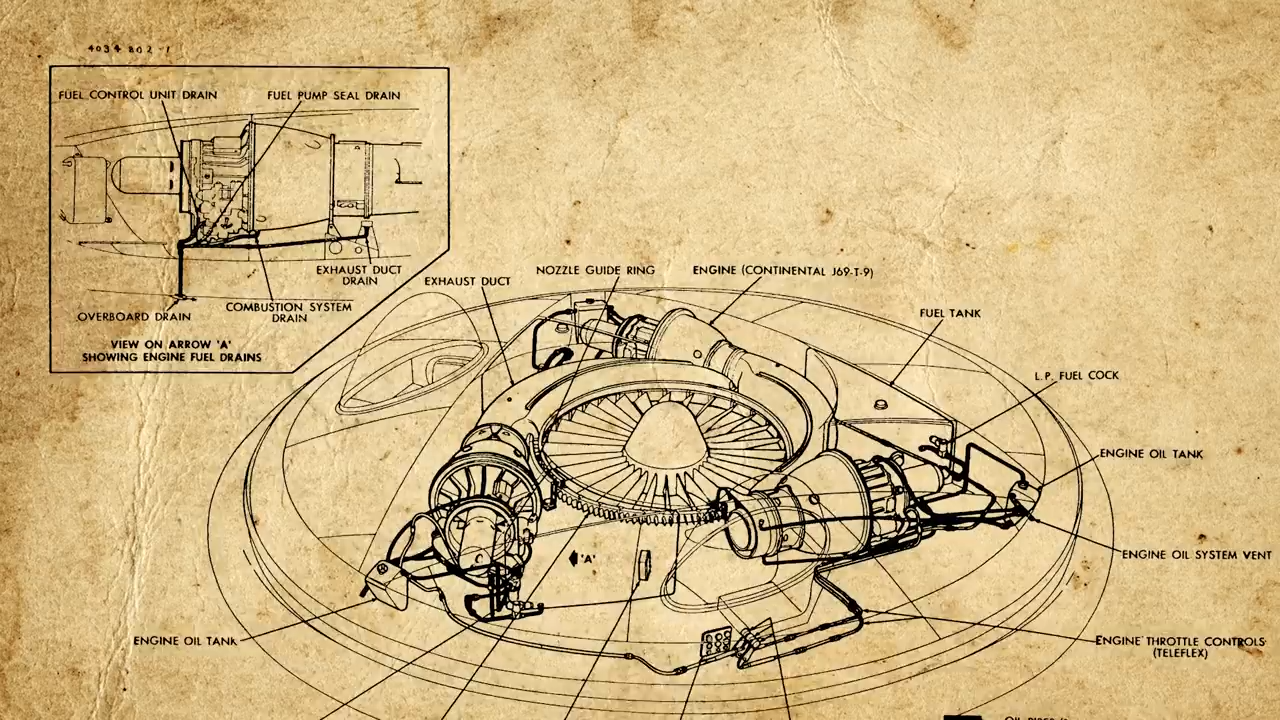 4034 802 -1
FUEL CONTROL UNIT DRAIN
FUEL PUMP SEAL DRAIN
EXHAUST DUCT
DRAIN
COMBUSTION SYSTEM
DRAIN
OVERBOARD DRAIN
VIEW ON ARROW 'A'
SHOWING ENGINE FUEL DRAINS
EXHAUST DUCT
NOZZLE GUIDE RING
ENGINE (CONTINENTAL J69-T-9)
FUEL TANK
L.P. FUEL COCK
ENGINE OIL TANK
ENGINE OIL SYSTEM VENT
'A'
ENGINE OIL TANK
ENGINE THROTTLE CONTROLS
(TELEFLEX)